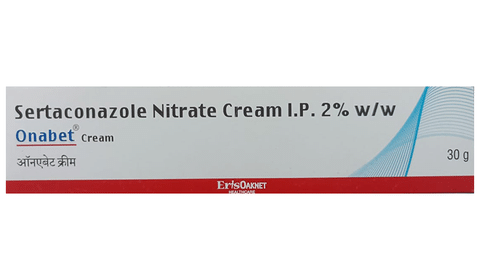 Sertaconazole Nitrate Cream I.P. 2% w/w
Onabet® Cream
ऑनएबेट क्रीम
30 g
ErisOAKNET
HEALTHCARE